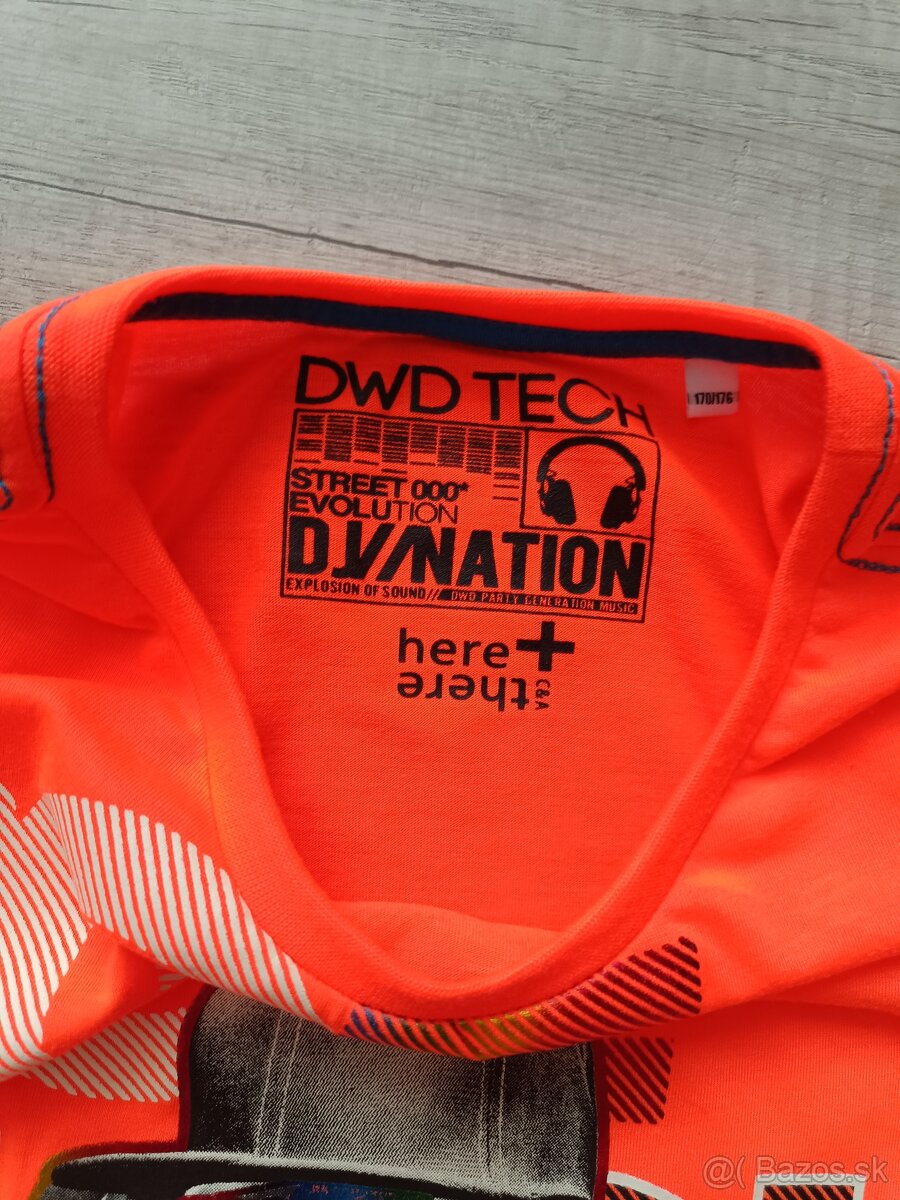 DWD TECH
170/176
STREET 000*
EVOLUTION
DJ/NATION
EXPLOSION OF SOUND// DWD PARTY GENERATION MUSIC
here+
there
C&A
@( Bazos.sk